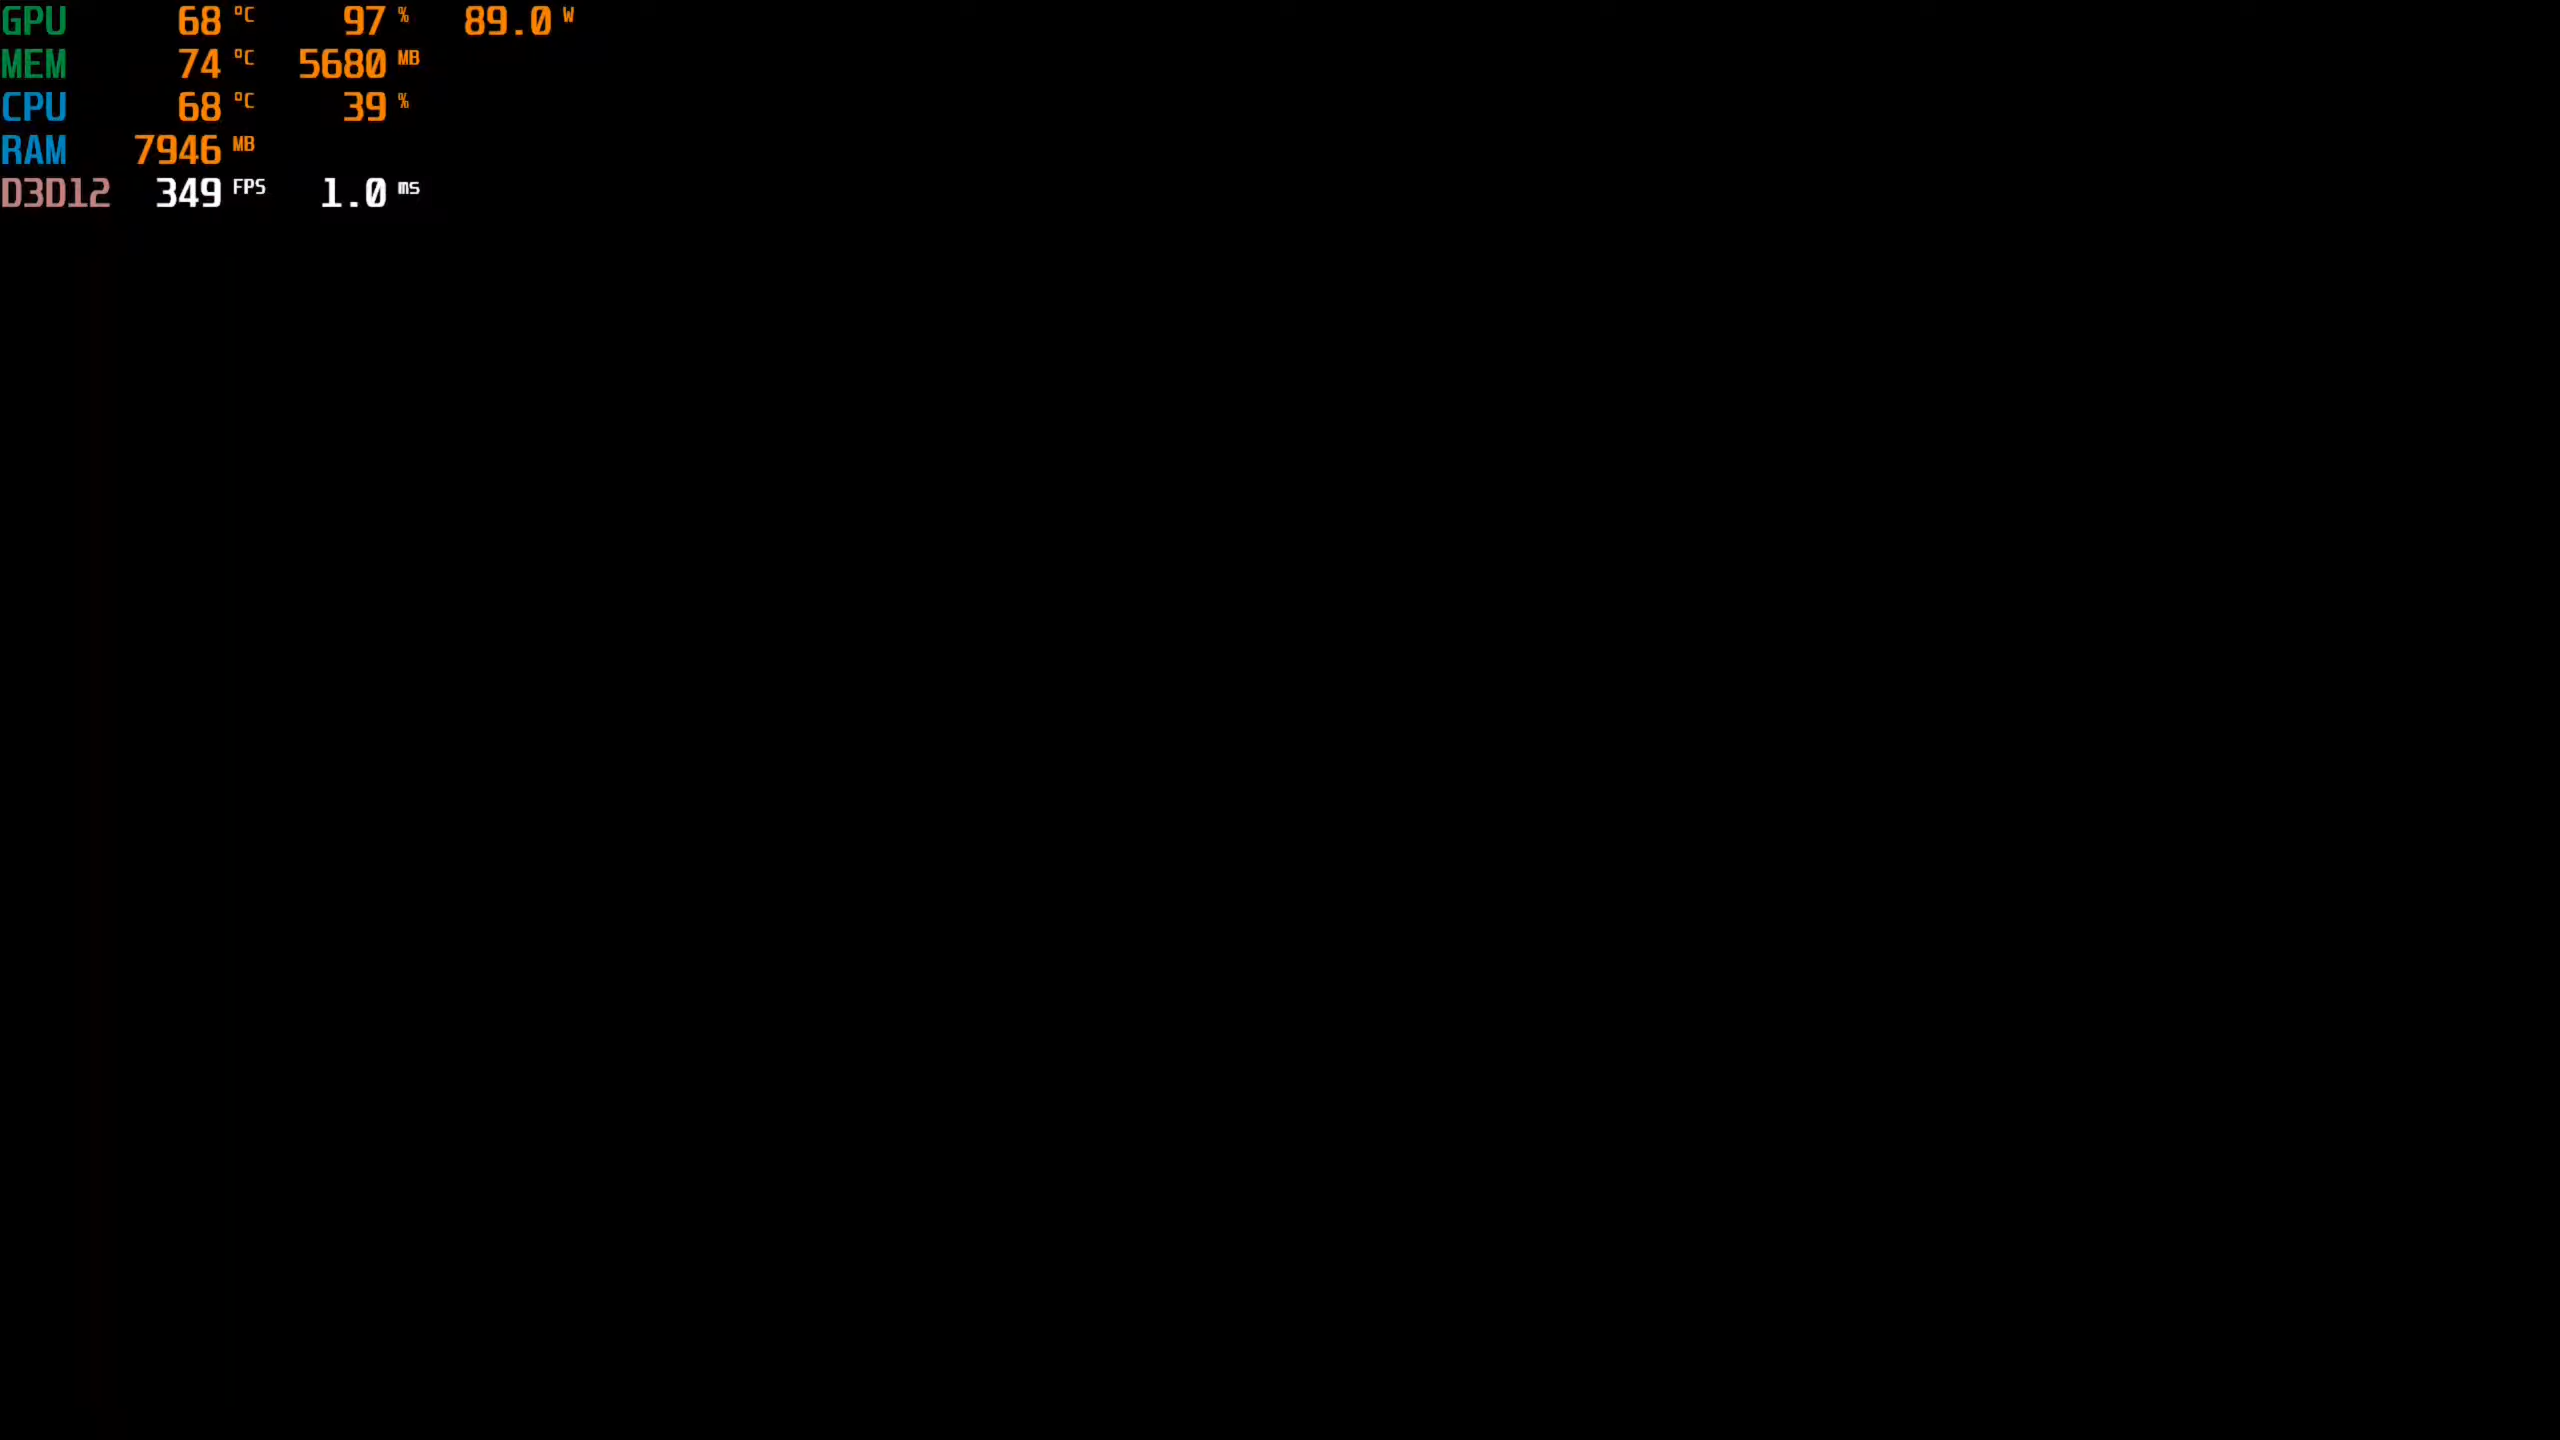 GPU 68 °C 97 % 89.0 W
MEM 74 °C 5680 MB
CPU 68 °C 39 %
RAM 7946 MB
D3D12 349 FPS 1.0 ms